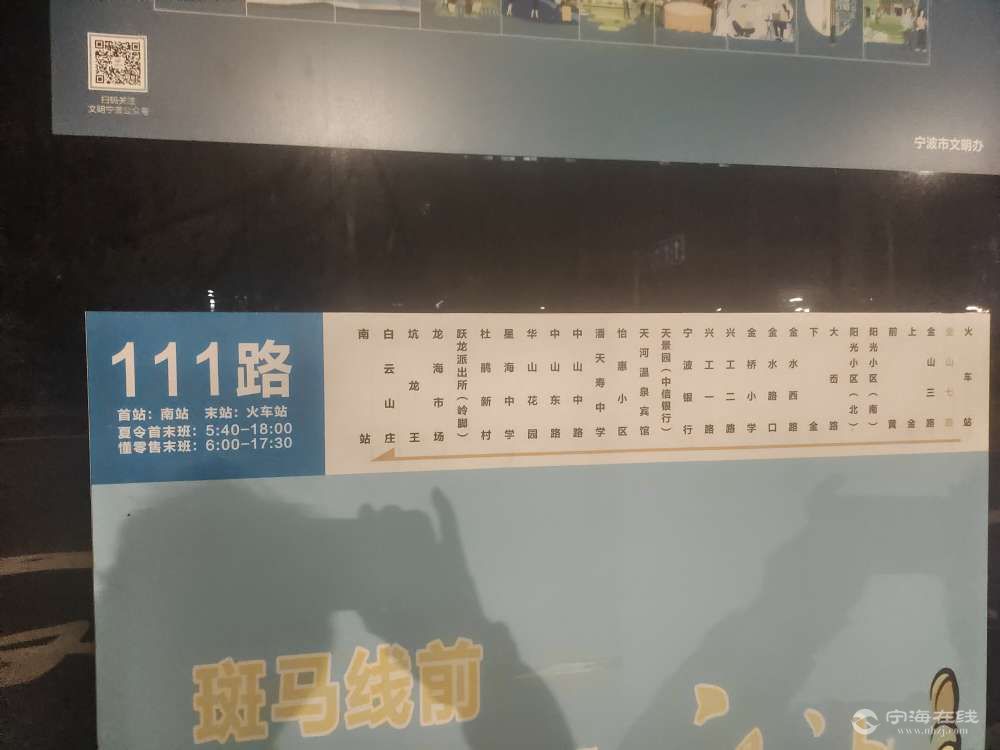 扫码关注
文明宁波公众号
宁波市文明办
111路
首站：南站 末站：火车站
夏令首末班：5:40-18:00
懂零售末班：6:00-17:30
南站
白云山庄
坑龙王
龙海市场
跃龙派出所(岭脚)
杜鹃新村
星海中学
华山花园
中山东路
中山中路
潘天寿中学
怡惠小区
天河温泉宾馆
天景园(中信银行)
宁波银行
兴工一路
兴工二路
金桥小学
金水路口
金水西路
下金
大路
阳光小区(北)
阳光小区(南)
前黄
上金
金山三路
金山七路
火车站
斑马线前
宁海在线
www.nhzj.com